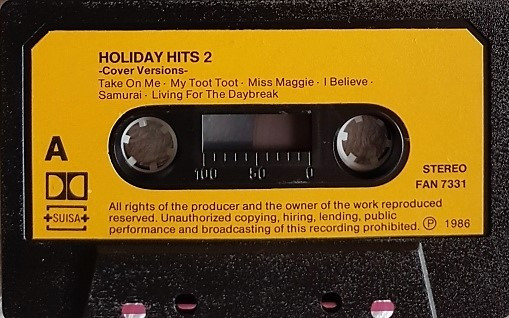 HOLIDAY HITS 2
-Cover Versions-
Take On Me · My Toot Toot · Miss Maggie · I Believe ·
Samurai · Living For The Daybreak
100 50 0
A
STEREO
FAN 7331
+SUISA+
All rights of the producer and the owner of the work reproduced
reserved. Unauthorized copying, hiring, lending, public
performance and broadcasting of this recording prohibited. Ⓟ 1986